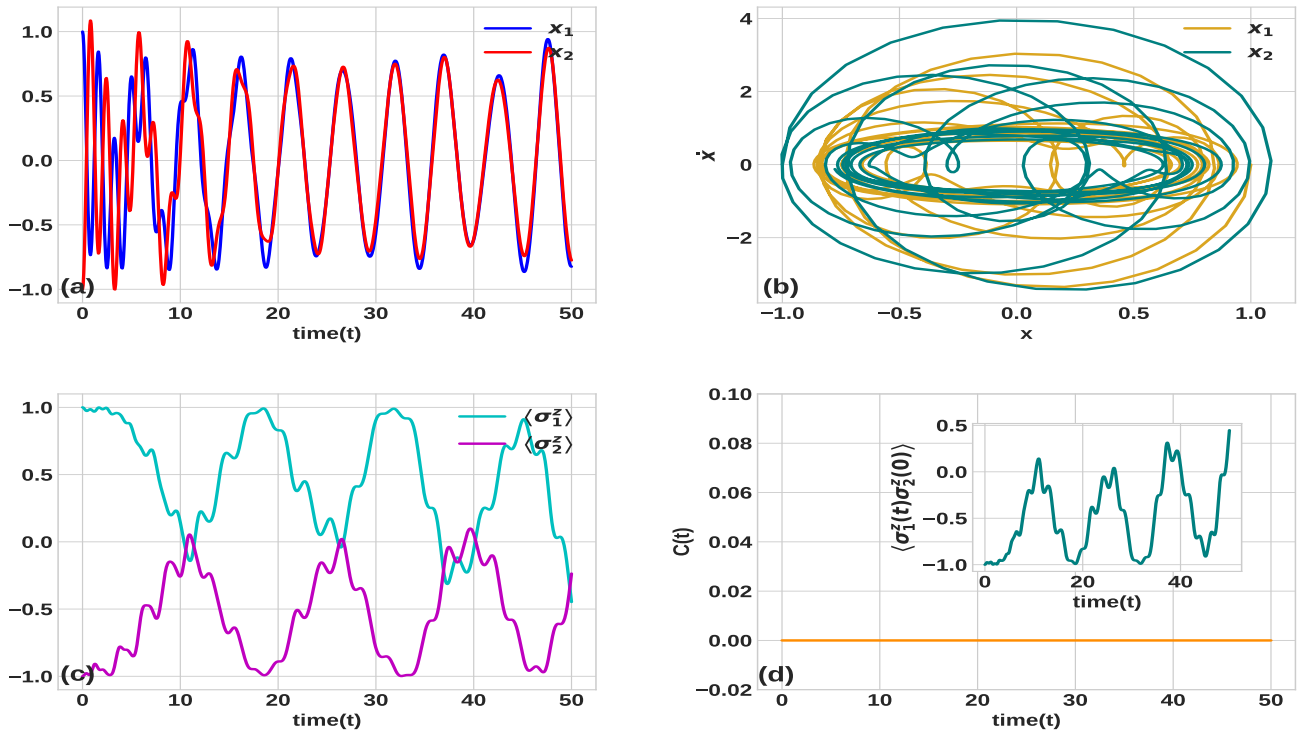 1.0
0.5
0.0
−0.5
−1.0
x₁
x₂
(a)
0 10 20 30 40 50
time(t)
4
2
0
−2
ẋ
x₁
x₂
(b)
−1.0 −0.5 0.0 0.5 1.0
x
1.0
0.5
0.0
−0.5
−1.0
⟨σ₁ᶻ⟩
⟨σ₂ᶻ⟩
(c)
0 10 20 30 40 50
time(t)
0.10
0.08
0.06
0.04
0.02
0.00
−0.02
C(t)
⟨σ₁ᶻ(t)σ₂ᶻ(0)⟩
0.5
0.0
−0.5
−1.0
0 20 40
time(t)
(d)
0 10 20 30 40 50
time(t)